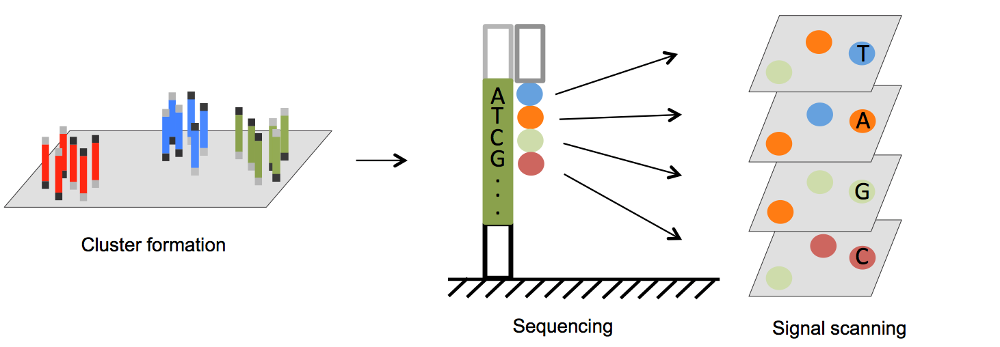 Cluster formation
A
T
C
G
.
.
.
Sequencing
T
A
G
C
Signal scanning